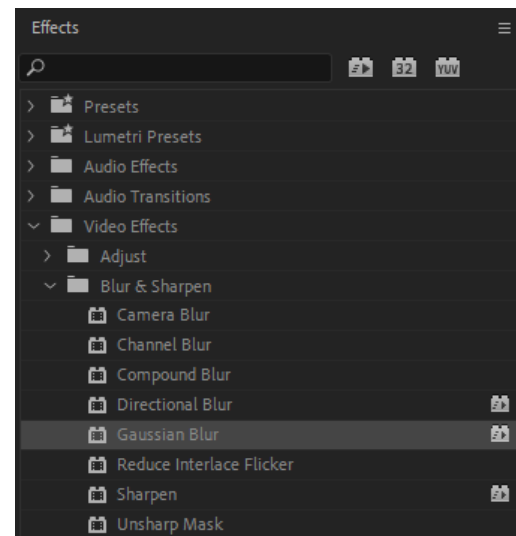 Effects
32 YUV
Presets
Lumetri Presets
Audio Effects
Audio Transitions
Video Effects
Adjust
Blur & Sharpen
Camera Blur
Channel Blur
Compound Blur
Directional Blur
Gaussian Blur
Reduce Interlace Flicker
Sharpen
Unsharp Mask